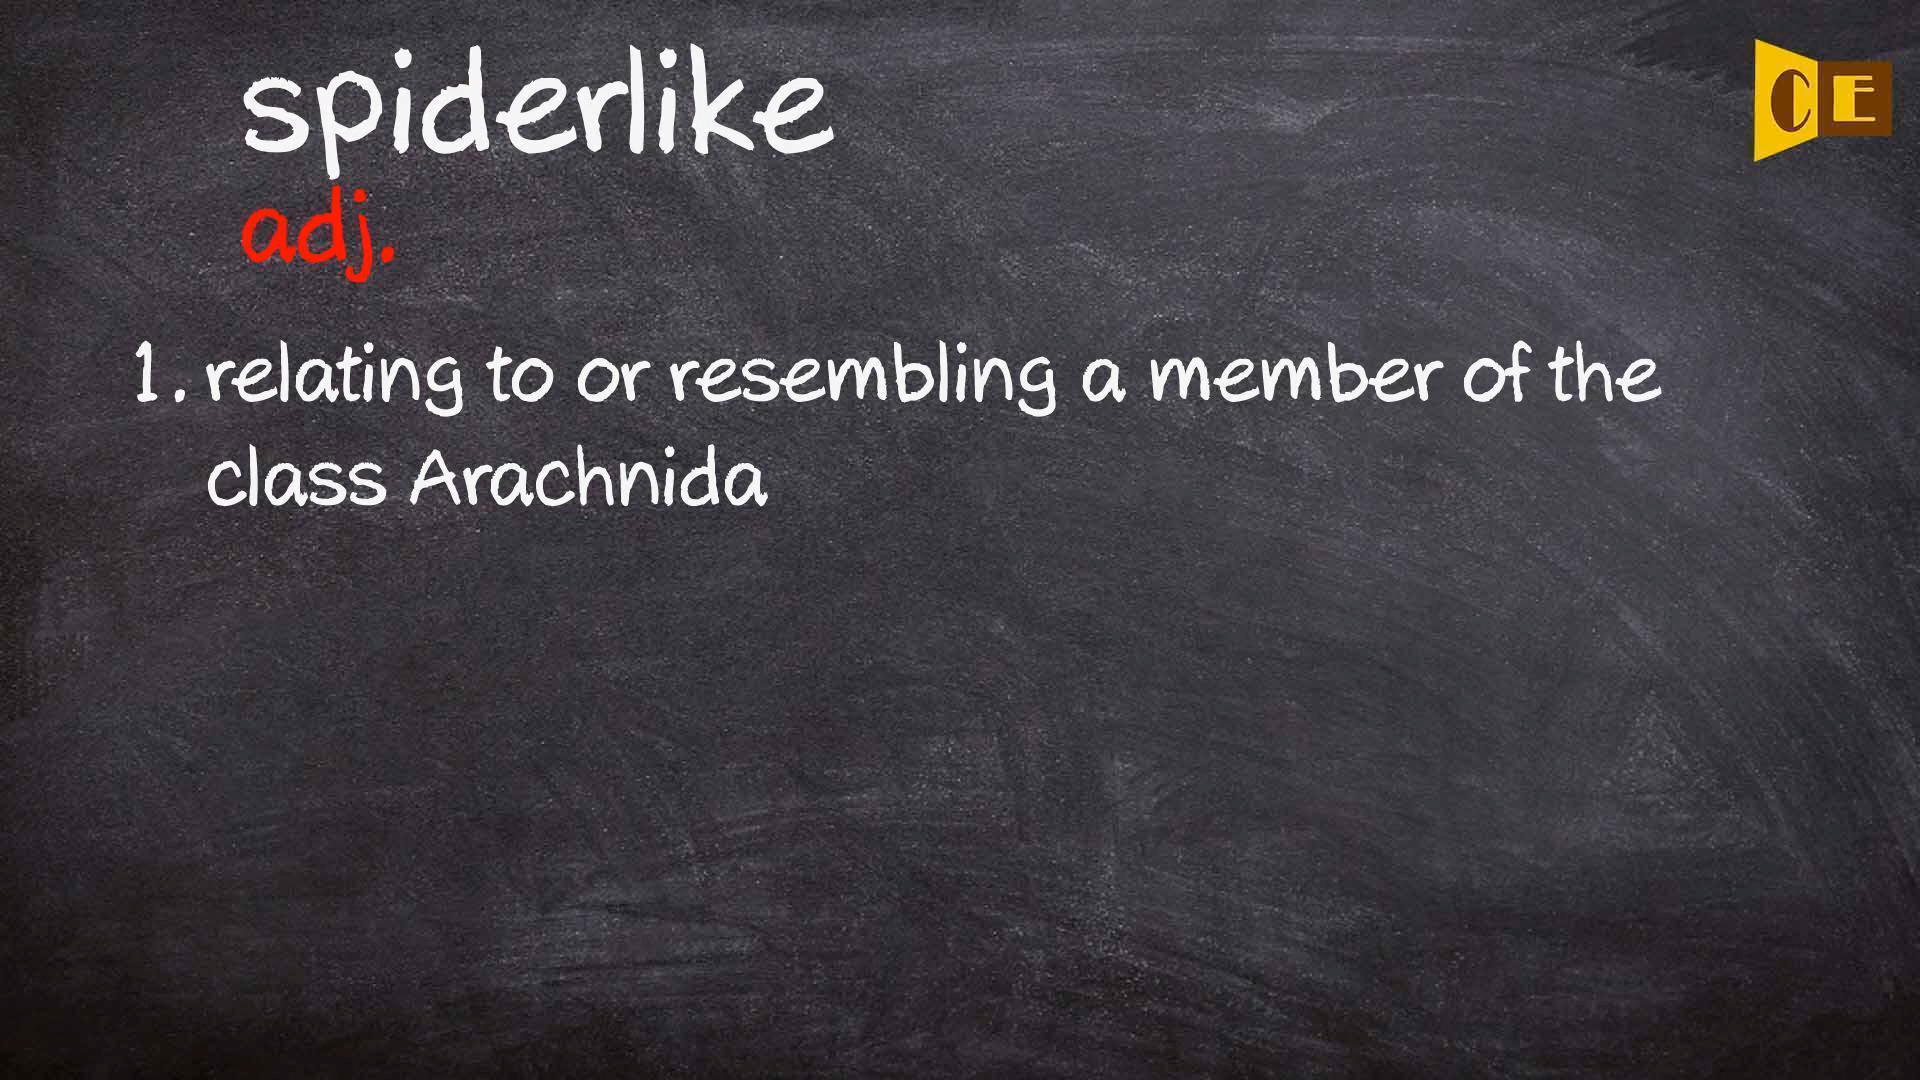 spiderlike
CE
adj.
1. relating to or resembling a member of the
class Arachnida